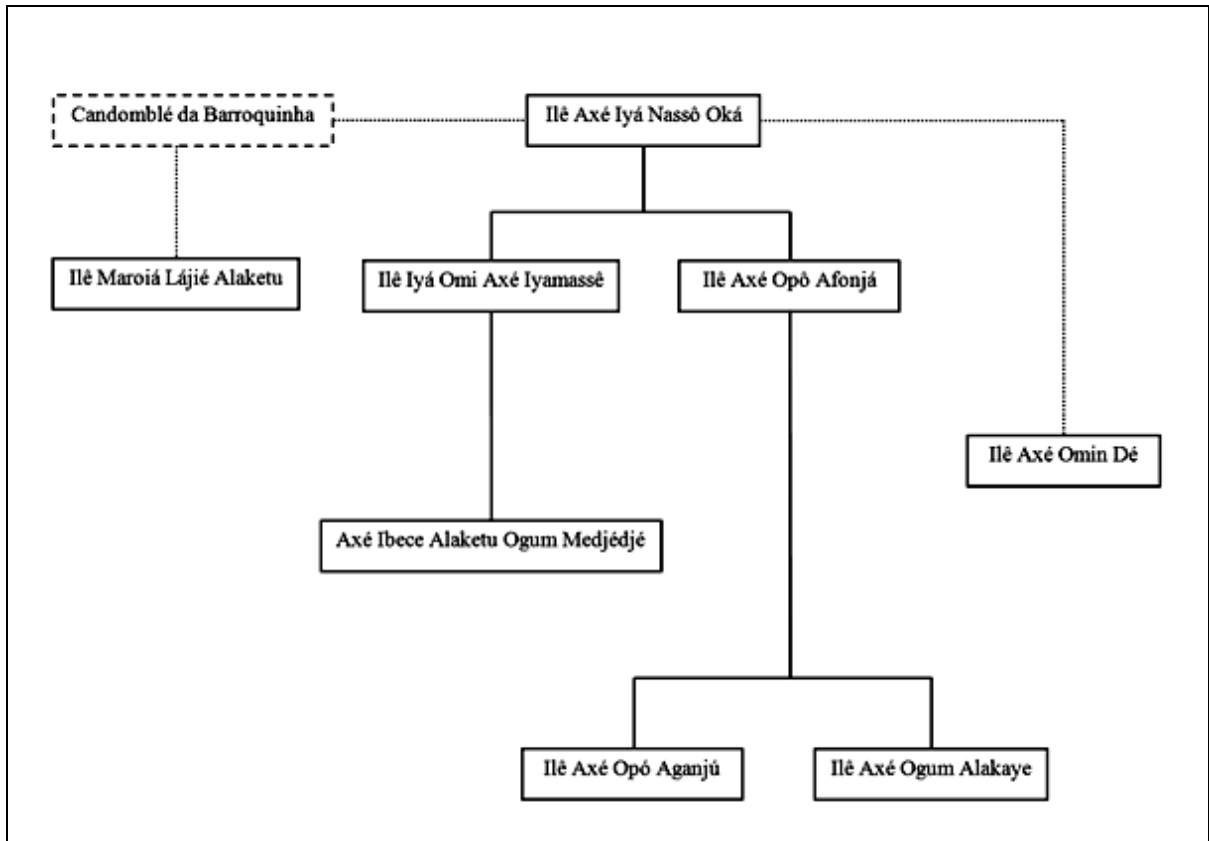 Candomblé da Barroquinha
Ilê Axé Iyá Nassô Oká
Ilê Maroiá Lájié Alaketu
Ilê Iyá Omi Axé Iyamassê
Ilê Axé Opô Afonjá
Ilê Axé Omin Dé
Axé Ibece Alaketu Ogum Medjédjé
Ilê Axé Opó Aganjú
Ilê Axé Ogum Alakaye